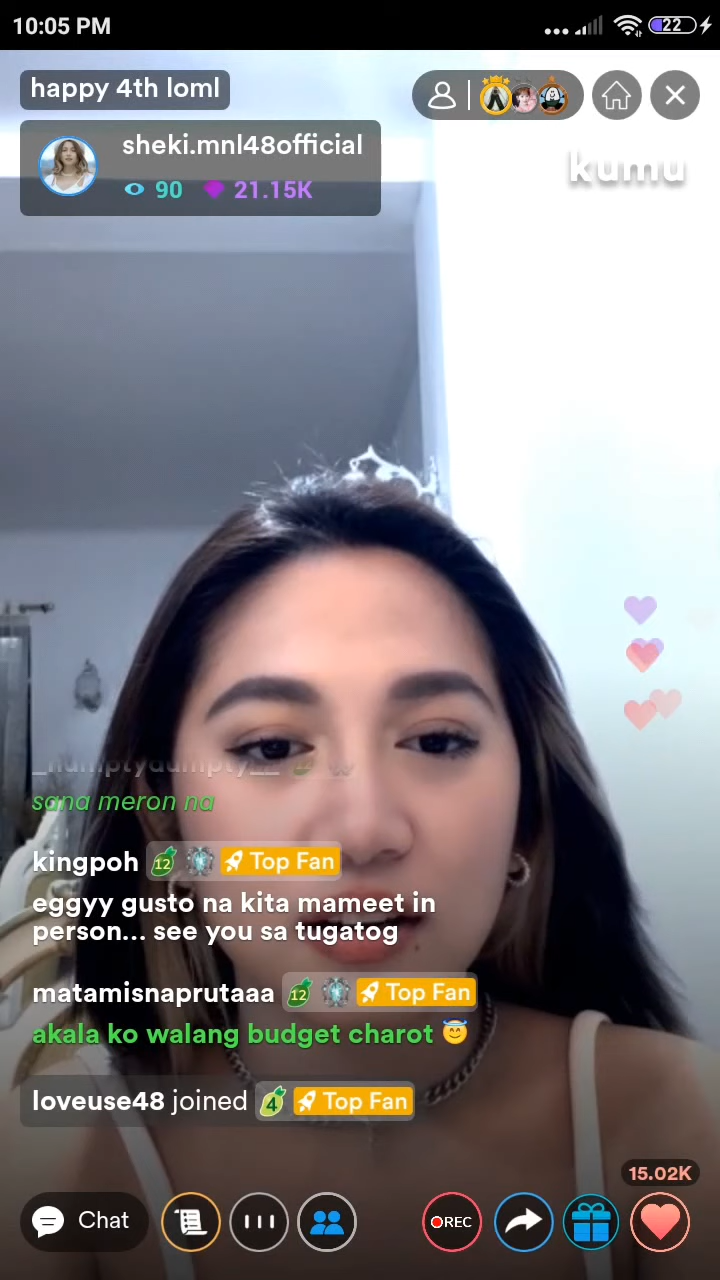 10:05 PM
22
happy 4th loml
sheki.mnl48official
90 21.15K
kumu
sana meron na
kingpoh 12 Top Fan
eggyy gusto na kita mameet in
person... see you sa tugatog
matamisnaprutaaa 12 Top Fan
akala ko walang budget charot 😇
loveuse48 joined 4 Top Fan
15.02K
Chat
REC